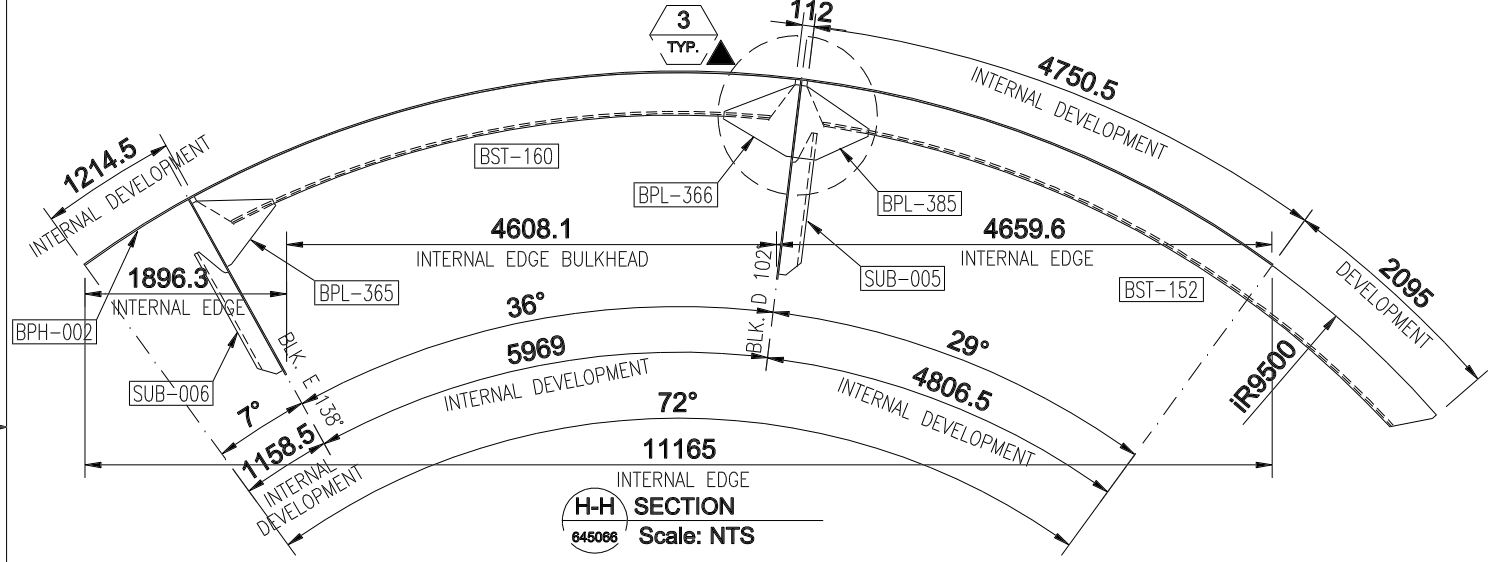 3
TYP.
112
4750.5
INTERNAL DEVELOPMENT
1214.5
INTERNAL DEVELOPMENT
BST-160
BPL-366
BPL-385
4608.1
INTERNAL EDGE BULKHEAD
4659.6
INTERNAL EDGE
2095
DEVELOPMENT
1896.3
INTERNAL EDGE
BPL-365
SUB-005
BST-152
BPH-002
BLK. D 102°
36°
29°
iR9500
SUB-006
BLK. E 138°
5969
INTERNAL DEVELOPMENT
4806.5
INTERNAL DEVELOPMENT
7°
72°
1158.5
INTERNAL
DEVELOPMENT
11165
INTERNAL EDGE
H-H SECTION
645066 Scale: NTS